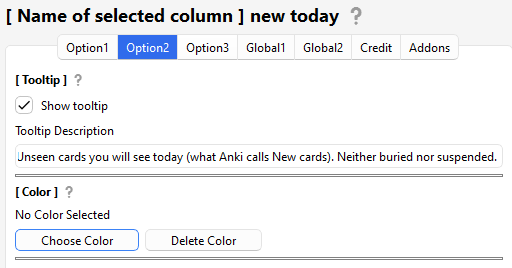 [ Name of selected column ] new today ?
Option1 Option2 Option3 Global1 Global2 Credit Addons
[ Tooltip ] ?
Show tooltip
Tooltip Description
Unseen cards you will see today (what Anki calls New cards). Neither buried nor suspended.
[ Color ] ?
No Color Selected
Choose Color Delete Color